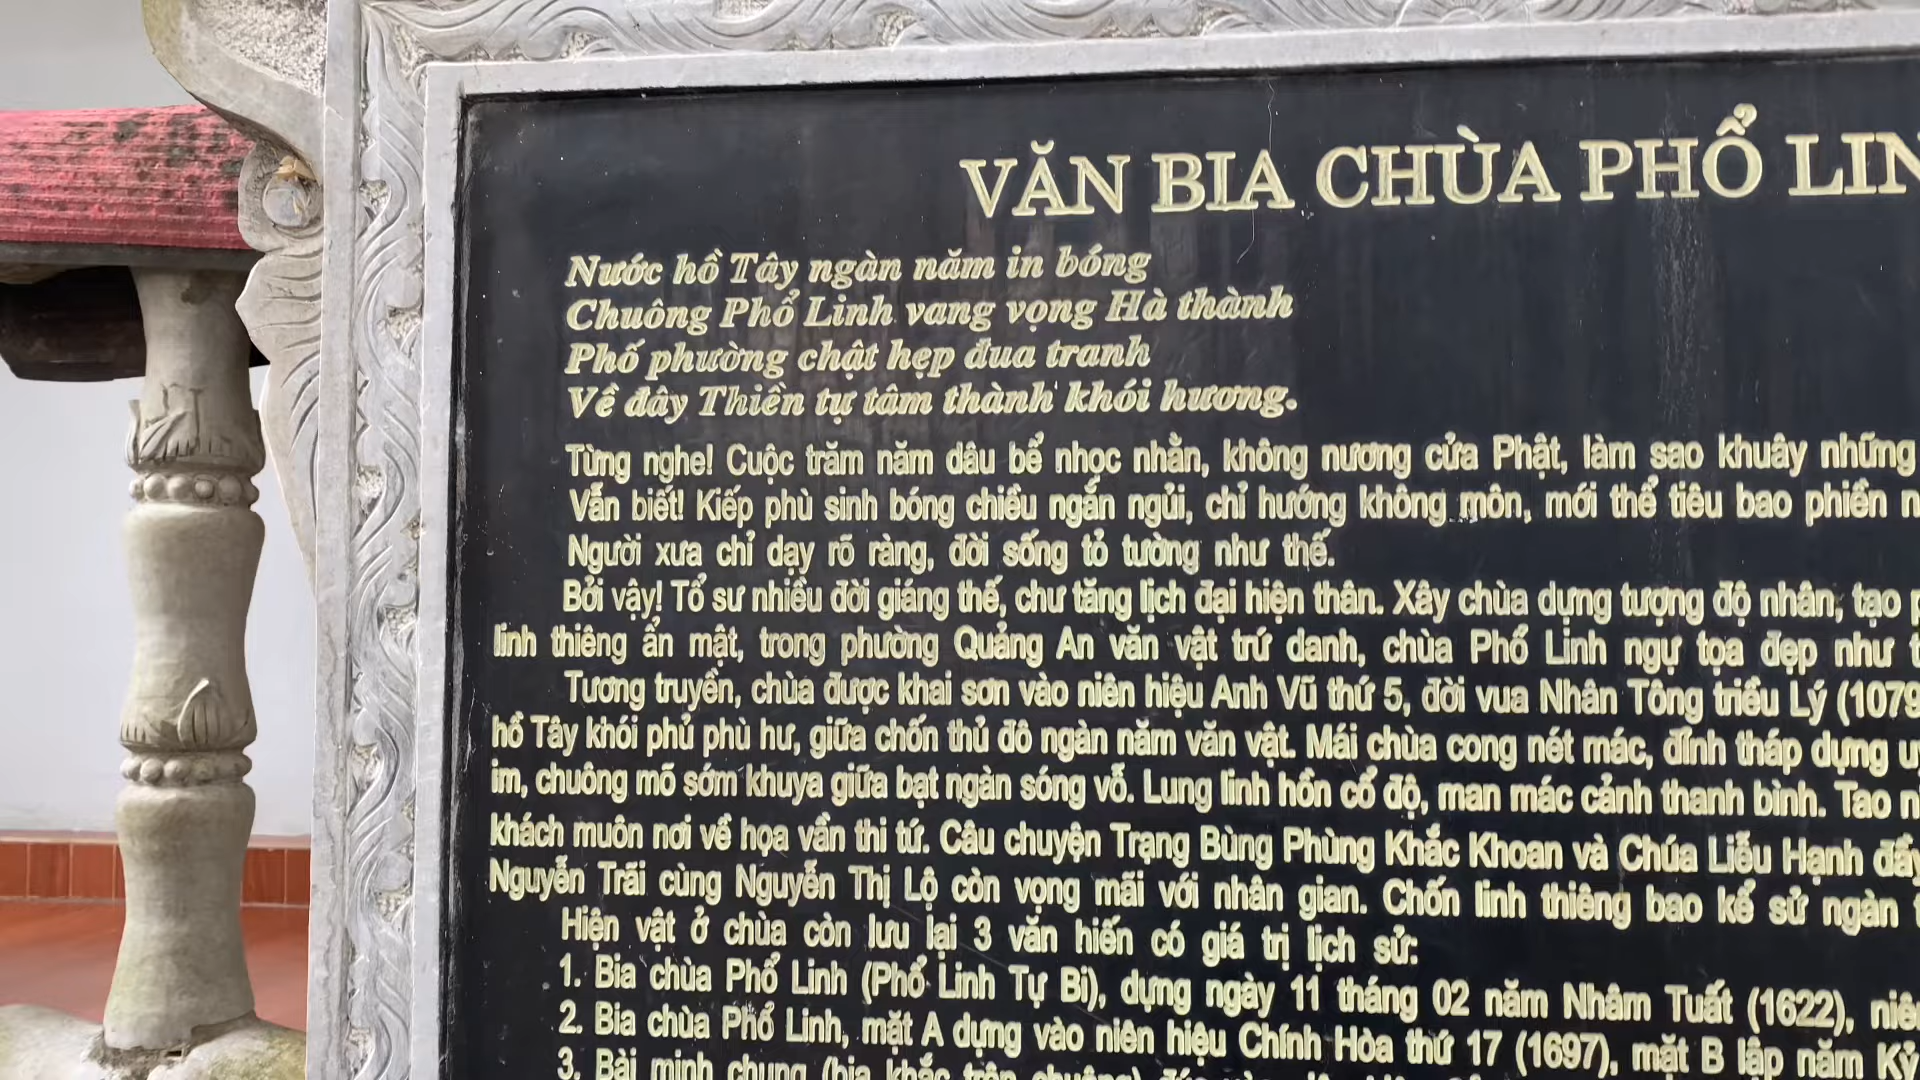 VĂN BIA CHÙA PHỔ LIN
Nước hồ Tây ngàn năm in bóng
Chuông Phổ Linh vang vọng Hà thành
Phố phường chật hẹp đua tranh
Về đây Thiền tự tâm thành khói hương.
Từng nghe! Cuộc trăm năm dâu bể nhọc nhằn, không nương cửa Phật, làm sao khuây những
Vẫn biết! Kiếp phù sinh bóng chiều ngắn ngủi, chỉ hướng không môn, mới thể tiêu bao phiền
Người xưa chỉ dạy rõ ràng, đời sống tỏ tường như thế.
Bởi vậy! Tổ sư nhiều đời giáng thế, chư tăng lịch đại hiện thân. Xây chùa dựng tượng độ nhân, tạo
linh thiêng ẩn mật, trong phường Quảng An văn vật trứ danh, chùa Phổ Linh ngự tọa đẹp như
Tương truyền, chùa được khai sơn vào niên hiệu Anh Vũ thứ 5, đời vua Nhân Tông triều Lý (1079
hồ Tây khói phủ phù hư, giữa chốn thủ đô ngàn năm văn vật. Mái chùa cong nét mác, đỉnh tháp dựng
im, chuông mõ sớm khuya giữa bạt ngàn sóng vỗ. Lung linh hồn cổ độ, man mác cảnh thanh bình. Tao
khách muôn nơi về họa vần thi tứ. Câu chuyện Trạng Bùng Phùng Khắc Khoan và Chúa Liễu Hạnh đầy
Nguyễn Trãi cùng Nguyễn Thị Lộ còn vọng mãi với nhân gian. Chốn linh thiêng bao kể sử ngàn
Hiện vật ở chùa còn lưu lại 3 văn hiến có giá trị lịch sử:
1. Bia chùa Phổ Linh (Phổ Linh Tự Bi), dựng ngày 11 tháng 02 năm Nhâm Tuất (1622),
2. Bia chùa Phổ Linh, mặt A dựng vào niên hiệu Chính Hòa thứ 17 (1697), mặt B lập năm Kỷ
3. Bài minh chung (bia khắc trên chuông)